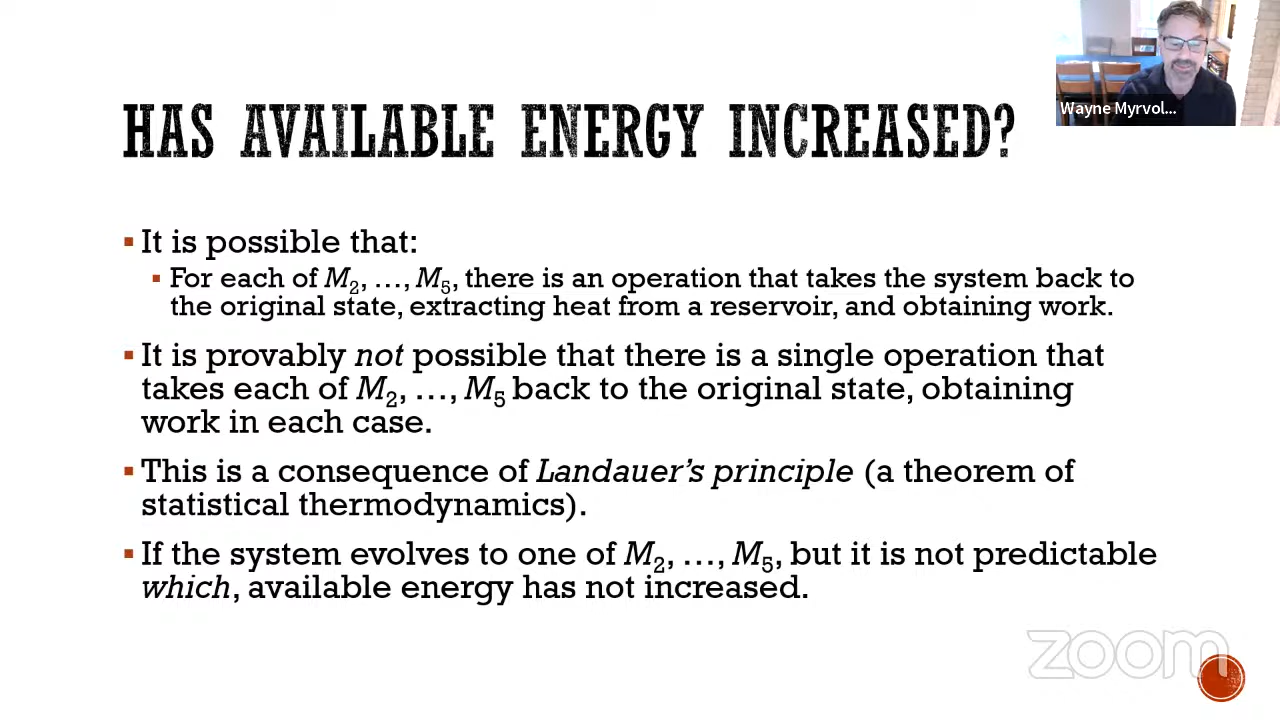 Wayne Myrvol...
HAS AVAILABLE ENERGY INCREASED?
▪ It is possible that:
▪ For each of M₂, …, M₅, there is an operation that takes the system back to
the original state, extracting heat from a reservoir, and obtaining work.
▪ It is provably not possible that there is a single operation that
takes each of M₂, …, M₅ back to the original state, obtaining
work in each case.
▪ This is a consequence of Landauer’s principle (a theorem of
statistical thermodynamics).
▪ If the system evolves to one of M₂, …, M₅, but it is not predictable
which, available energy has not increased.
zoom